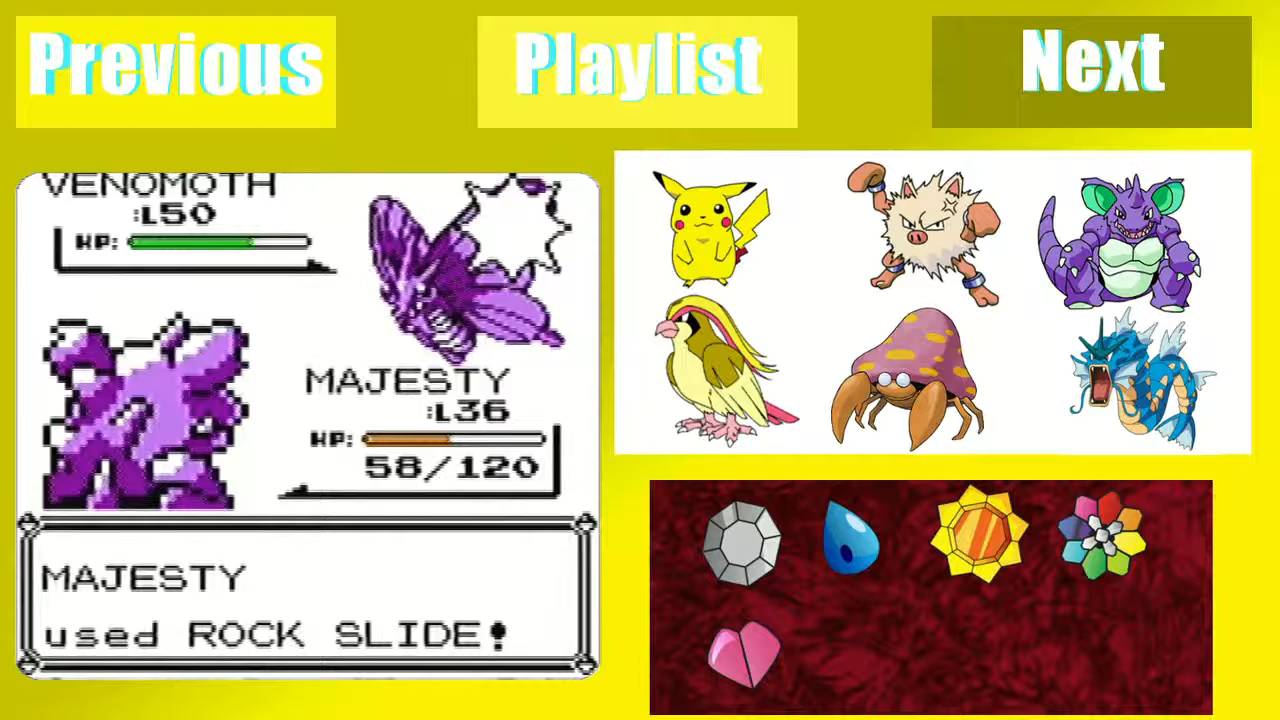 Previous
Playlist
Next
VENOMOTH
:L50
HP:
MAJESTY
:L36
HP:
58/120
MAJESTY
used ROCK SLIDE!